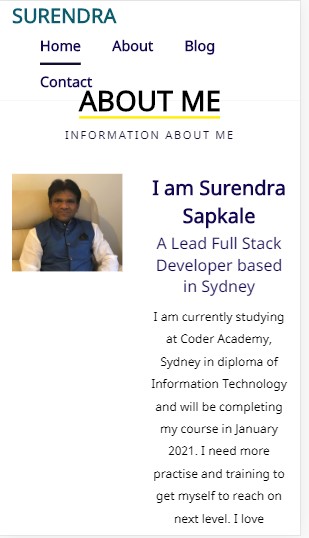 SURENDRA
Home About Blog
Contact
ABOUT ME
INFORMATION ABOUT ME
I am Surendra
Sapkale
A Lead Full Stack
Developer based
in Sydney
I am currently studying
at Coder Academy,
Sydney in diploma of
Information Technology
and will be completing
my course in January
2021. I need more
practise and training to
get myself to reach on
next level. I love